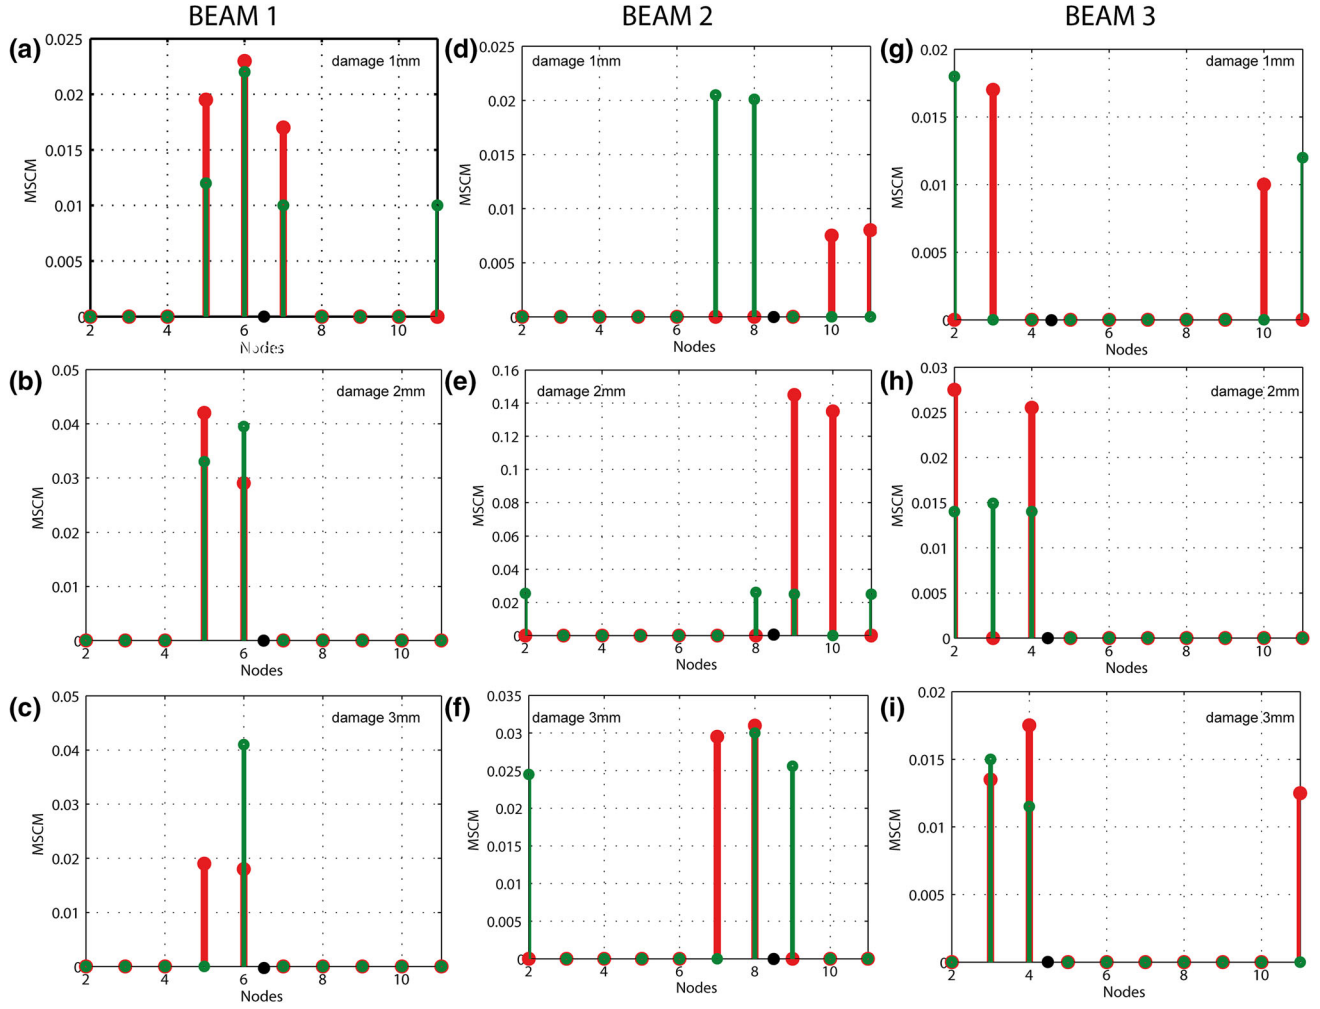 BEAM 1
BEAM 2
BEAM 3
(a)
damage 1mm
MSCM
0.025
0.02
0.015
0.01
0.005
0
2 4 6 8 10
Nodes
(d)
damage 1mm
MSCM
0.025
0.02
0.015
0.01
0.005
0
2 4 6 8 10
Nodes
(g)
damage 1mm
MSCM
0.02
0.015
0.01
0.005
0
2 4 6 8 10
Nodes
(b)
damage 2mm
MSCM
0.05
0.04
0.03
0.02
0.01
0
2 4 6 8 10
Nodes
(e)
damage 2mm
MSCM
0.16
0.14
0.12
0.1
0.08
0.06
0.04
0.02
0
2 4 6 8 10
Nodes
(h)
damage 2mm
MSCM
0.03
0.025
0.02
0.015
0.01
0.005
0
2 4 6 8 10
Nodes
(c)
damage 3mm
MSCM
0.05
0.04
0.03
0.02
0.01
0
2 4 6 8 10
Nodes
(f)
damage 3mm
MSCM
0.035
0.03
0.025
0.02
0.015
0.01
0.005
0
2 4 6 8 10
Nodes
(i)
damage 3mm
MSCM
0.02
0.015
0.01
0.005
0
2 4 6 8 10
Nodes